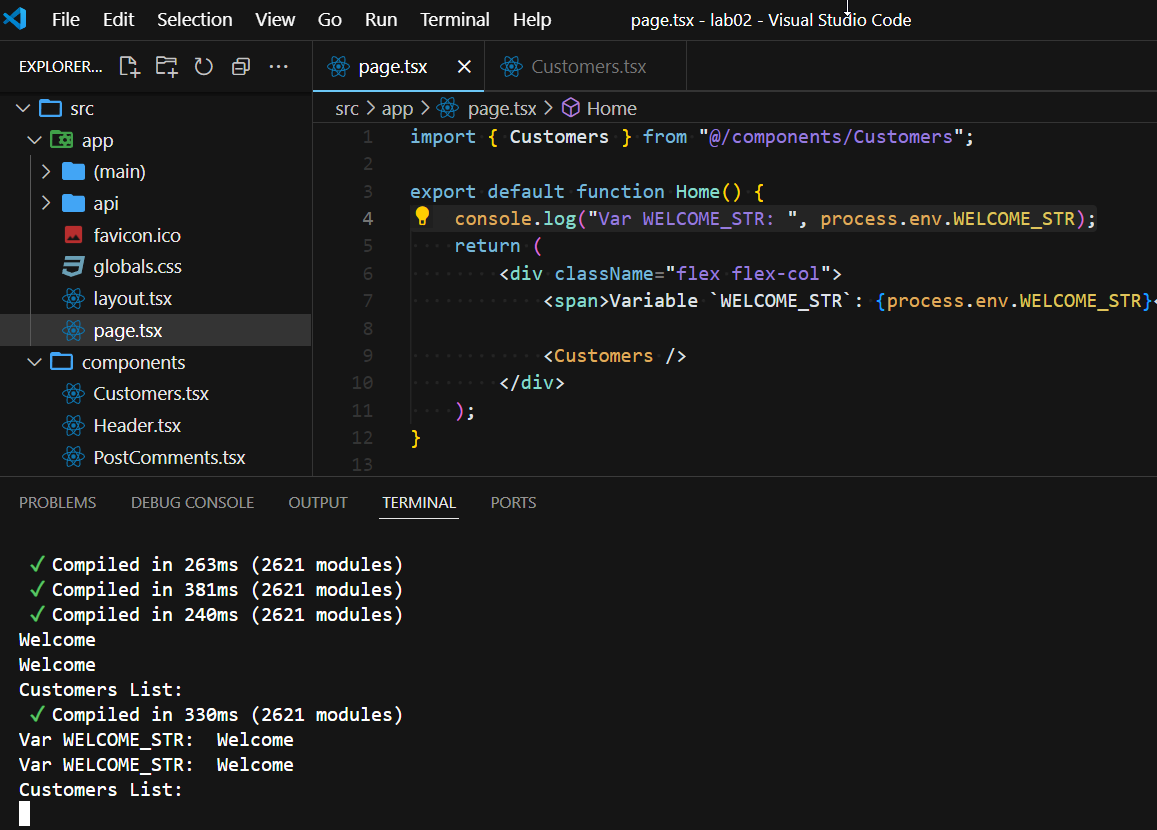 File Edit Selection View Go Run Terminal Help page.tsx - lab02 - Visual Studio Code
EXPLORER... page.tsx Customers.tsx
src
app
(main)
api
favicon.ico
globals.css
layout.tsx
page.tsx
components
Customers.tsx
Header.tsx
PostComments.tsx
src > app > page.tsx > Home
1 import { Customers } from "@/components/Customers";
2
3 export default function Home() {
4 console.log("Var WELCOME_STR: ", process.env.WELCOME_STR);
5 return (
6 <div className="flex flex-col">
7 <span>Variable `WELCOME_STR`: {process.env.WELCOME_STR}<
8
9 <Customers />
10 </div>
11 );
12 }
13
PROBLEMS DEBUG CONSOLE OUTPUT TERMINAL PORTS
✓ Compiled in 263ms (2621 modules)
✓ Compiled in 381ms (2621 modules)
✓ Compiled in 240ms (2621 modules)
Welcome
Welcome
Customers List:
✓ Compiled in 330ms (2621 modules)
Var WELCOME_STR:  Welcome
Var WELCOME_STR:  Welcome
Customers List: